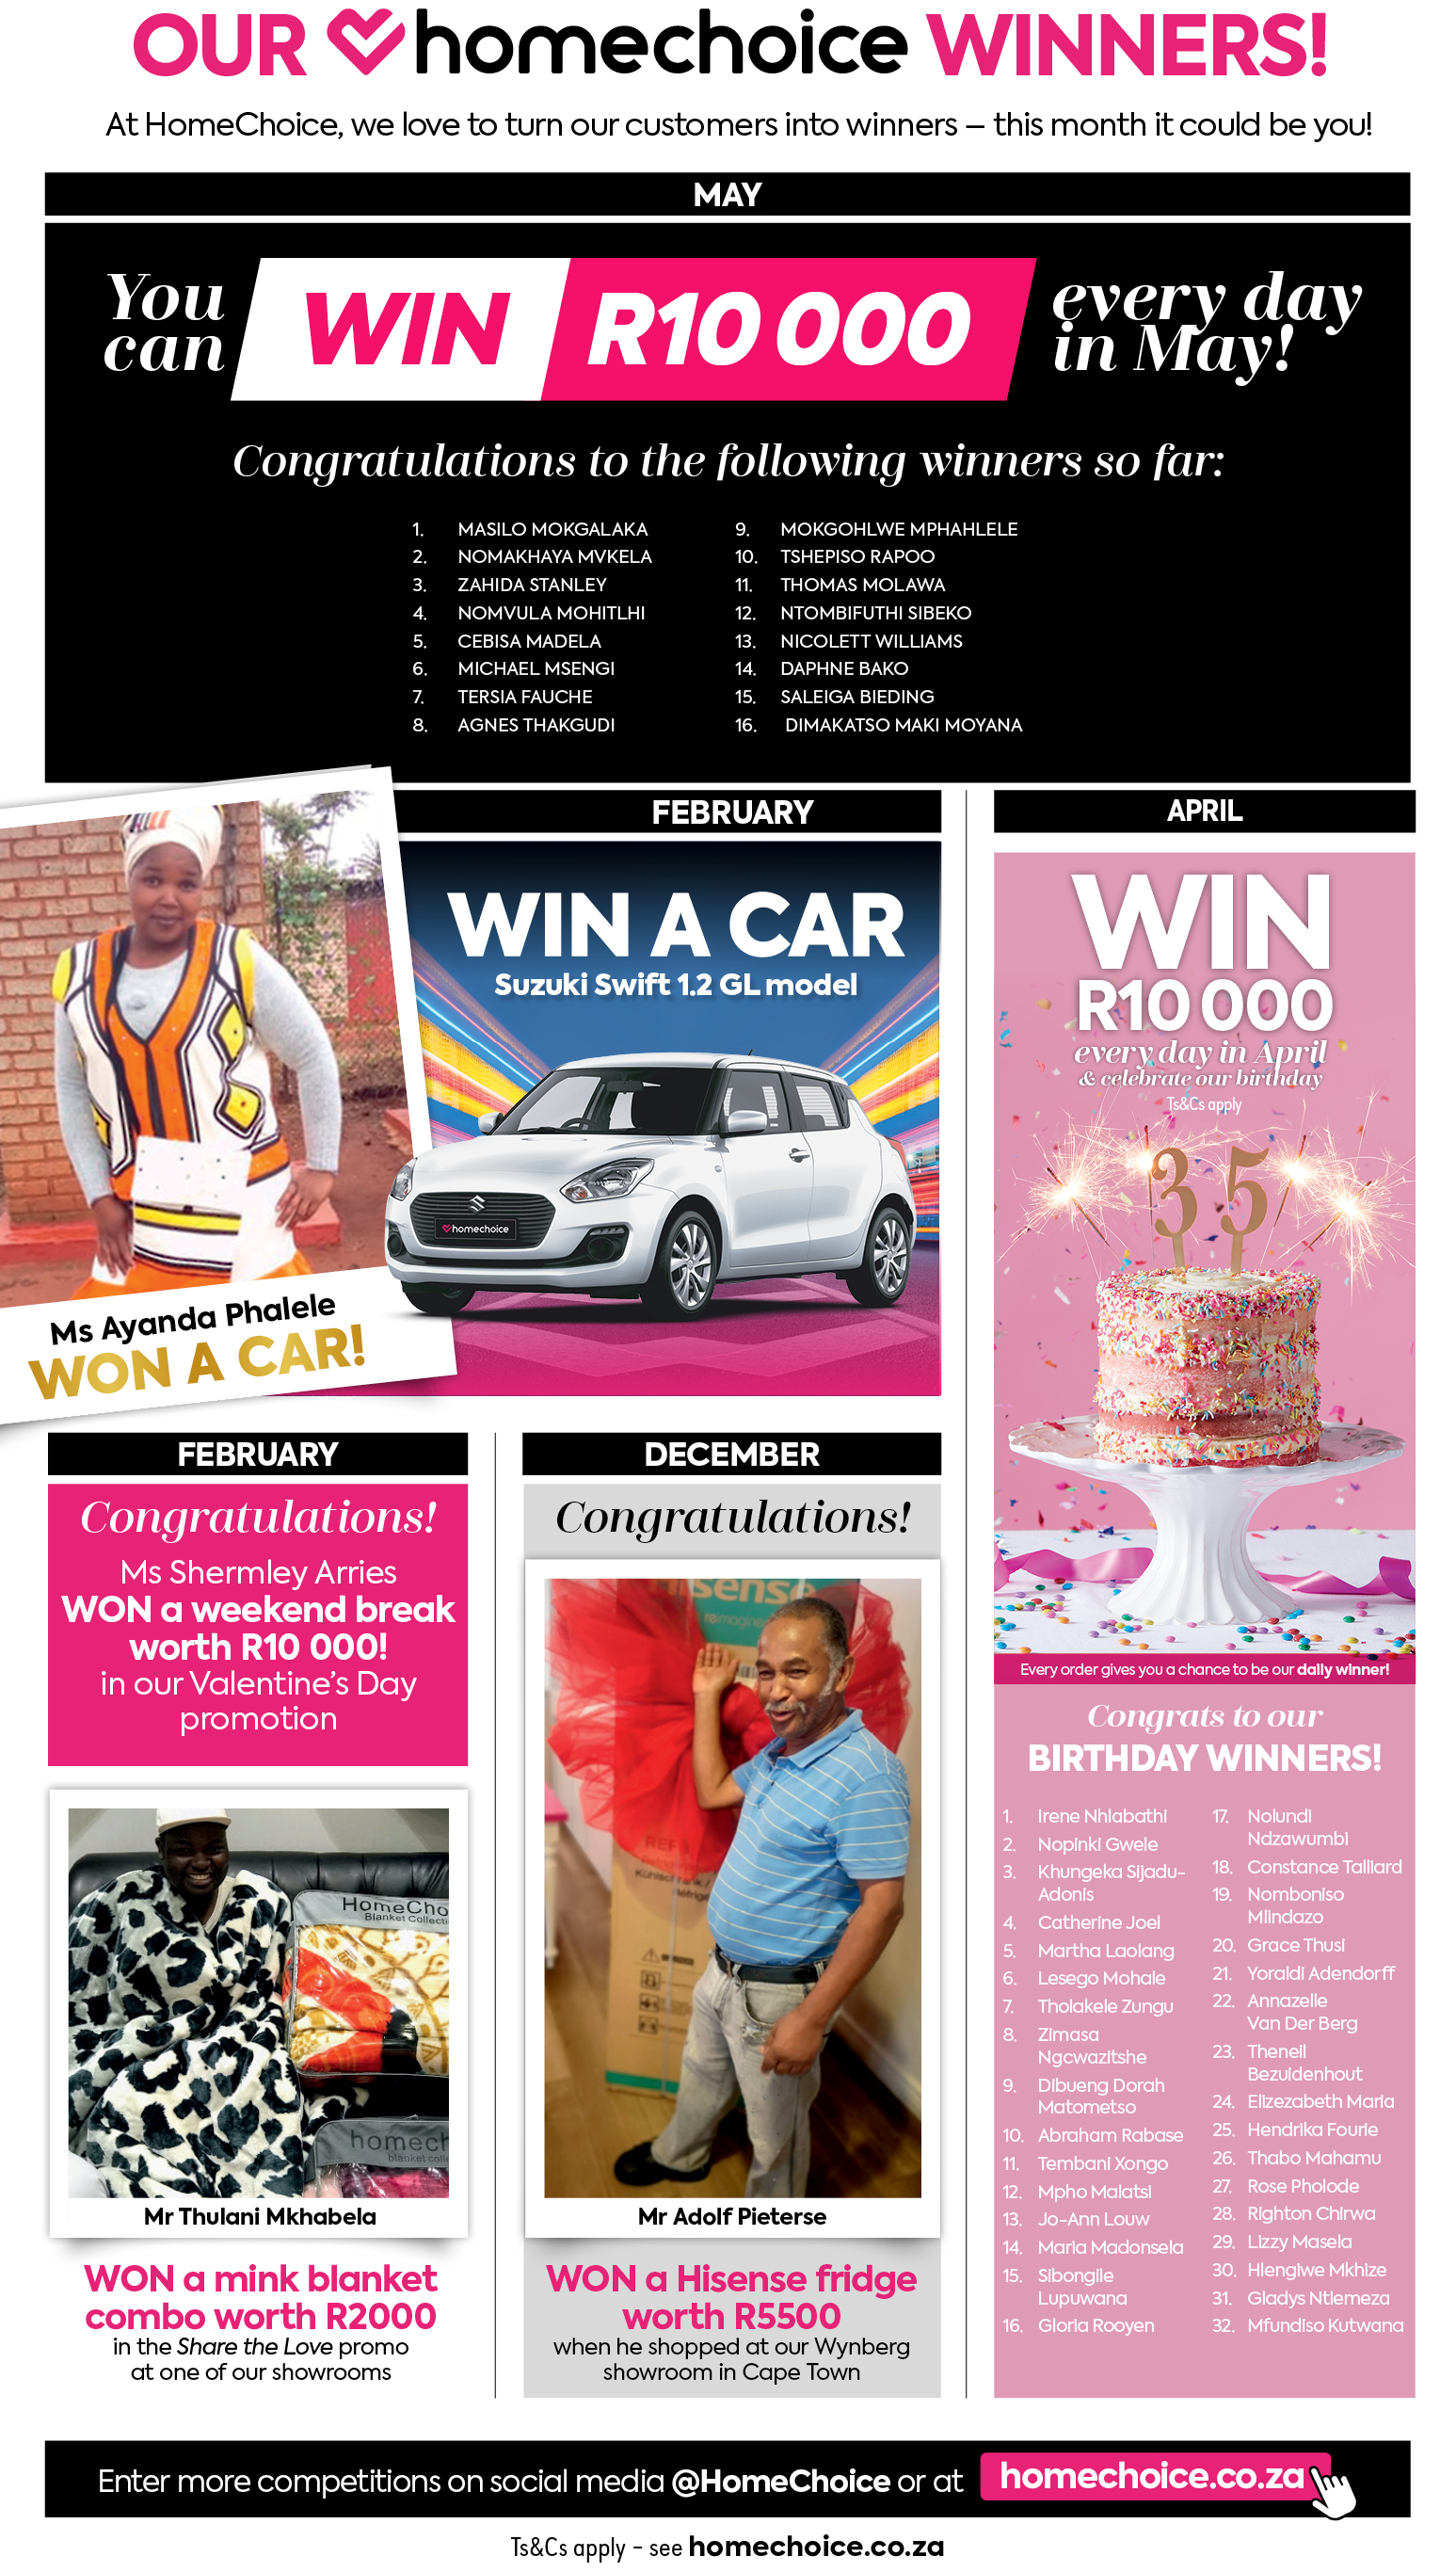 OUR homechoice WINNERS!
At HomeChoice, we love to turn our customers into winners – this month it could be you!
MAY
You can WIN R10 000 every day in May!
Congratulations to the following winners so far:
1. MASILO MOKGALAKA
2. NOMAKHAYA MVKELA
3. ZAHIDA STANLEY
4. NOMVULA MOHITLHI
5. CEBISA MADELA
6. MICHAEL MSENGI
7. TERSIA FAUCHE
8. AGNES THAKGUDI
9. MOKGOHLWE MPHAHLELE
10. TSHEPISO RAPOO
11. THOMAS MOLAWA
12. NTOMBIFUTHI SIBEKO
13. NICOLETT WILLIAMS
14. DAPHNE BAKO
15. SALEIGA BIEDING
16. DIMAKATSO MAKI MOYANA
FEBRUARY
WIN A CAR
Suzuki Swift 1.2 GL model
homechoice
Ms Ayanda Phalele
WON A CAR!
FEBRUARY
Congratulations!
Ms Shermley Arries
WON a weekend break
worth R10 000!
in our Valentine's Day
promotion
HomeCho
Blanket Collecti
homech
blanket colle
Mr Thulani Mkhabela
WON a mink blanket
combo worth R2000
in the Share the Love promo
at one of our showrooms
DECEMBER
Congratulations!
isense
reimagine
Mr Adolf Pieterse
WON a Hisense fridge
worth R5500
when he shopped at our Wynberg
showroom in Cape Town
APRIL
WIN
R10 000
every day in April
& celebrate our birthday
Ts&Cs apply
35
Every order gives you a chance to be our daily winner!
Congrats to our
BIRTHDAY WINNERS!
1. Irene Nhlabathi
2. Nopinki Gwele
3. Khungeka Sijadu-
Adonis
4. Catherine Joel
5. Martha Laolang
6. Lesego Mohale
7. Tholakele Zungu
8. Zimasa
Ngcwazitshe
9. Dibueng Dorah
Matometso
10. Abraham Rabase
11. Tembani Xongo
12. Mpho Malatsi
13. Jo-Ann Louw
14. Maria Madonsela
15. Sibongile
Lupuwana
16. Gloria Rooyen
17. Nolundi
Ndzawumbi
18. Constance Talliard
19. Nomboniso
Mlindazo
20. Grace Thusi
21. Yoraldi Adendorff
22. Annazelle
Van Der Berg
23. Theneil
Bezuidenhout
24. Elizezabeth Maria
25. Hendrika Fourie
26. Thabo Mahamu
27. Rose Pholode
28. Righton Chirwa
29. Lizzy Masela
30. Hlengiwe Mkhize
31. Gladys Ntlemeza
32. Mfundiso Kutwana
Enter more competitions on social media @HomeChoice or at homechoice.co.za
Ts&Cs apply – see homechoice.co.za